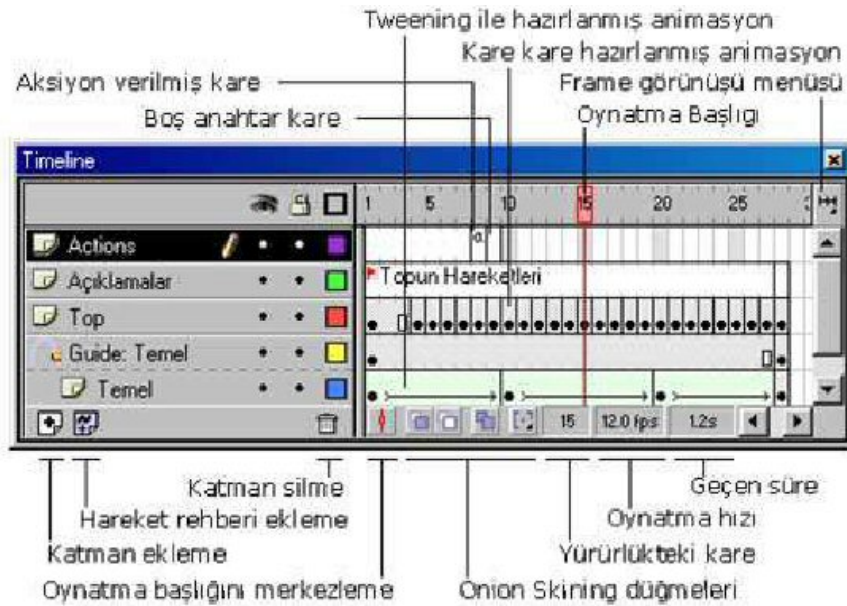 Tweening ile hazırlanmış animasyon
Kare kare hazırlanmış animasyon
Aksiyon verilmiş kare
Frame görünüşü menüsü
Boş anahtar kare
Oynatma Başlıgı
Timeline
1 5 10 15 20 25
Actions
Açıklamalar
Topun Hareketleri
Top
Guide: Temel
Temel
15 12.0 fps 1.2s
Katman silme
Geçen süre
Hareket rehberi ekleme
Oynatma hızı
Katman ekleme
Yürürlükteki kare
Oynatma başlığını merkezleme
Onion Skining düğmeleri